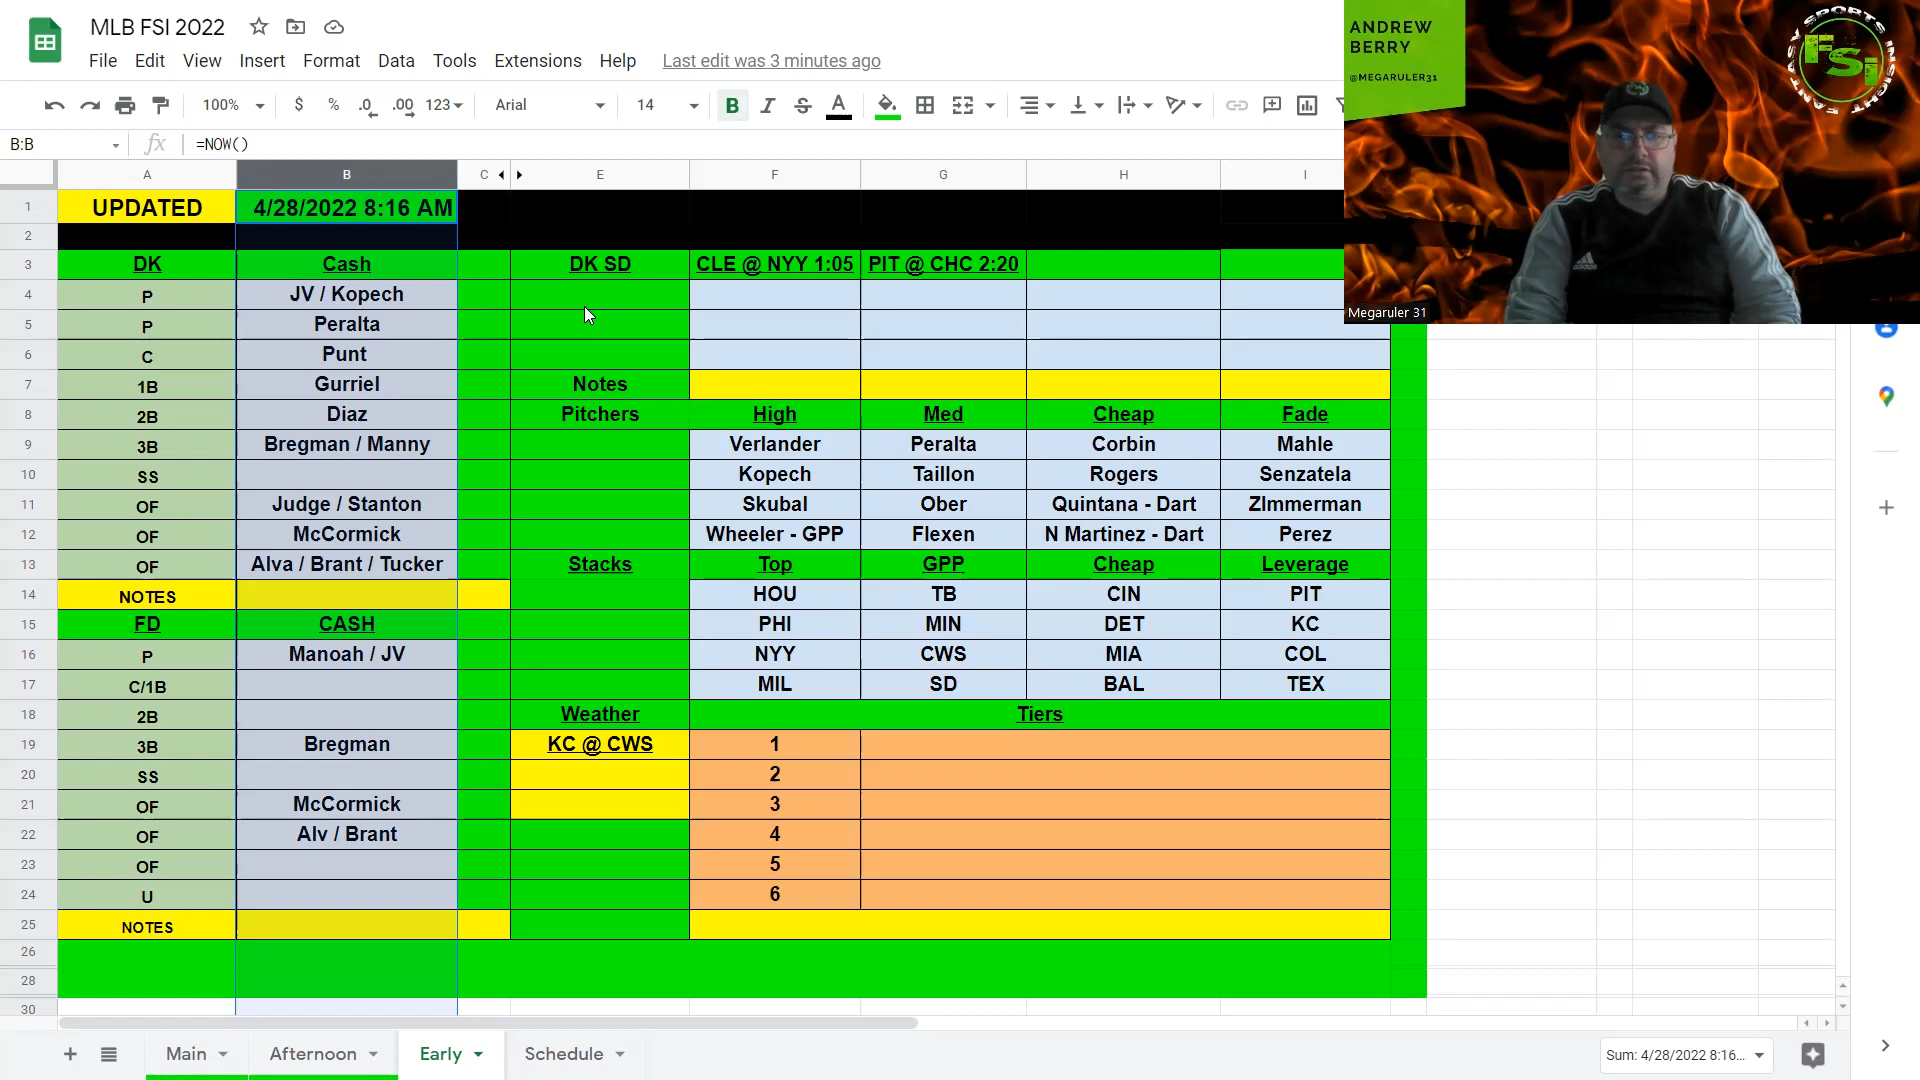 MLB FSI 2022
File Edit View Insert Format Data Tools Extensions Help Last edit was 3 minutes ago
100% $ % .0 .00 123 Arial 14 B I S A
B:B fx =NOW()
A B C E F G H I
1 UPDATED 4/28/2022 8:16 AM
2
3 DK Cash DK SD CLE @ NYY 1:05 PIT @ CHC 2:20
4 P JV / Kopech
5 P Peralta
6 C Punt
7 1B Gurriel Notes
8 2B Diaz Pitchers High Med Cheap Fade
9 3B Bregman / Manny Verlander Peralta Corbin Mahle
10 SS Kopech Taillon Rogers Senzatela
11 OF Judge / Stanton Skubal Ober Quintana - Dart ZImmerman
12 OF McCormick Wheeler - GPP Flexen N Martinez - Dart Perez
13 OF Alva / Brant / Tucker Stacks Top GPP Cheap Leverage
14 NOTES HOU TB CIN PIT
15 FD CASH PHI MIN DET KC
16 P Manoah / JV NYY CWS MIA COL
17 C/1B MIL SD BAL TEX
18 2B Weather Tiers
19 3B Bregman KC @ CWS 1
20 SS 2
21 OF McCormick 3
22 OF Alv / Brant 4
23 OF 5
24 U 6
25 NOTES
26
28
30
Main Afternoon Early Schedule Sum: 4/28/2022 8:16...
ANDREW
BERRY
@MEGARULER31
FANTASY SPORTS INSIGHT
FSi
Megaruler 31